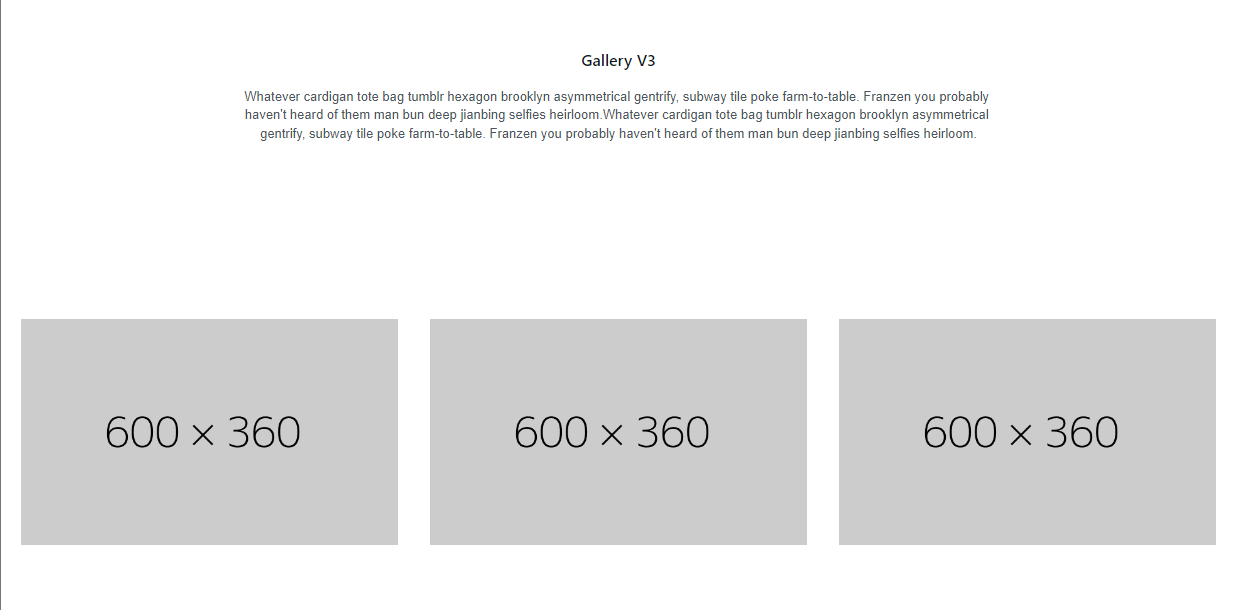 Gallery V3
Whatever cardigan tote bag tumblr hexagon brooklyn asymmetrical gentrify, subway tile poke farm-to-table. Franzen you probably
haven't heard of them man bun deep jianbing selfies heirloom.Whatever cardigan tote bag tumblr hexagon brooklyn asymmetrical
gentrify, subway tile poke farm-to-table. Franzen you probably haven't heard of them man bun deep jianbing selfies heirloom.
600 × 360
600 × 360
600 × 360